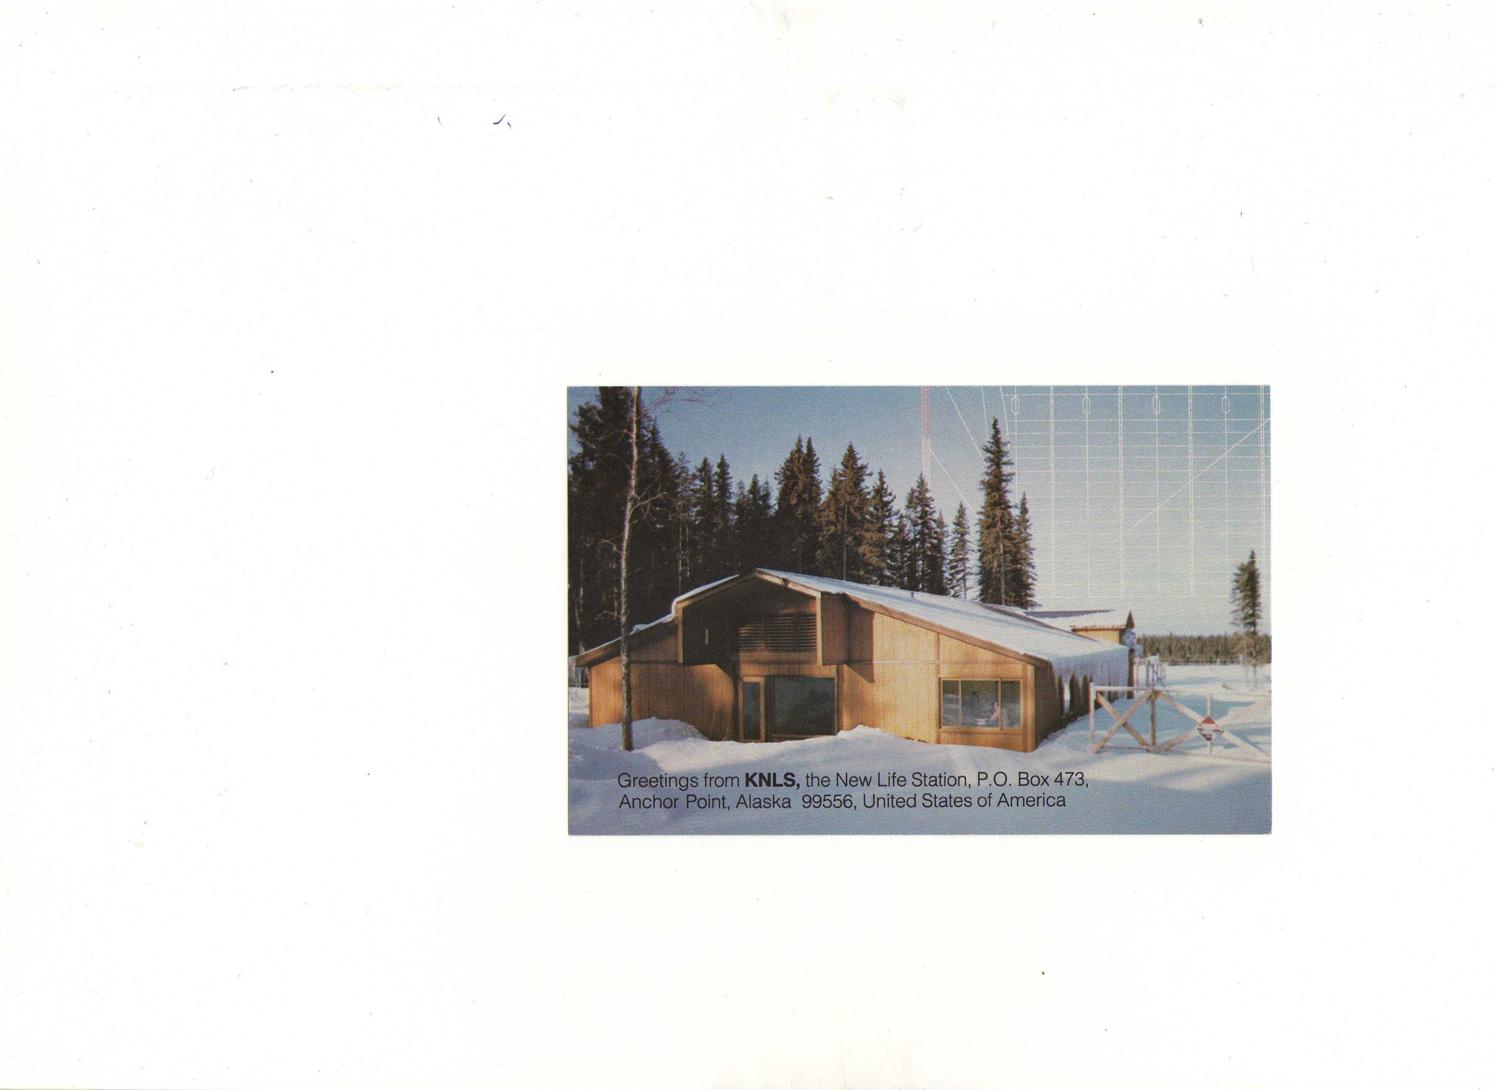 Greetings from KNLS, the New Life Station, P.O. Box 473,
Anchor Point, Alaska 99556, United States of America